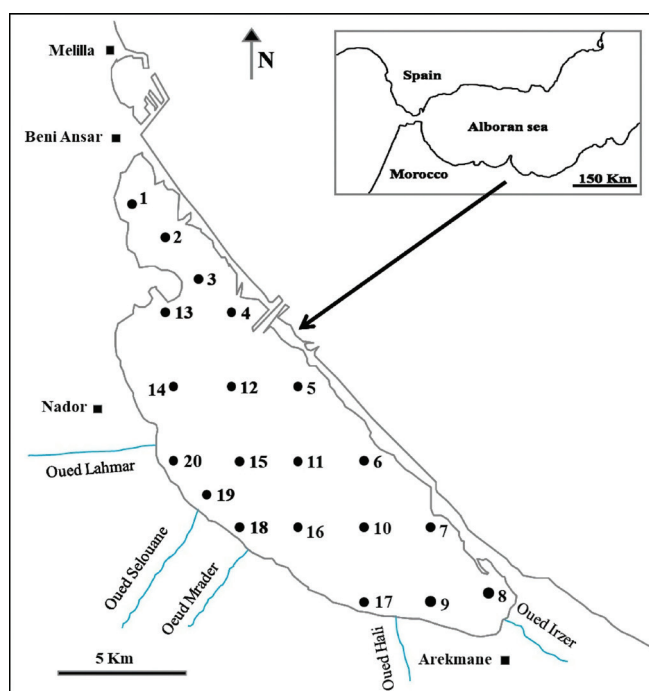 Melilla
N
Spain
Alboran sea
Morocco
150 Km
Beni Ansar
1
2
3
13
4
14
12
5
Nador
Oued Lahmar
20
15
11
6
19
18
16
10
7
Oued Selouane
Oeud Mrader
17
9
8
Oued Irzer
Oued Hali
Arekmane
5 Km